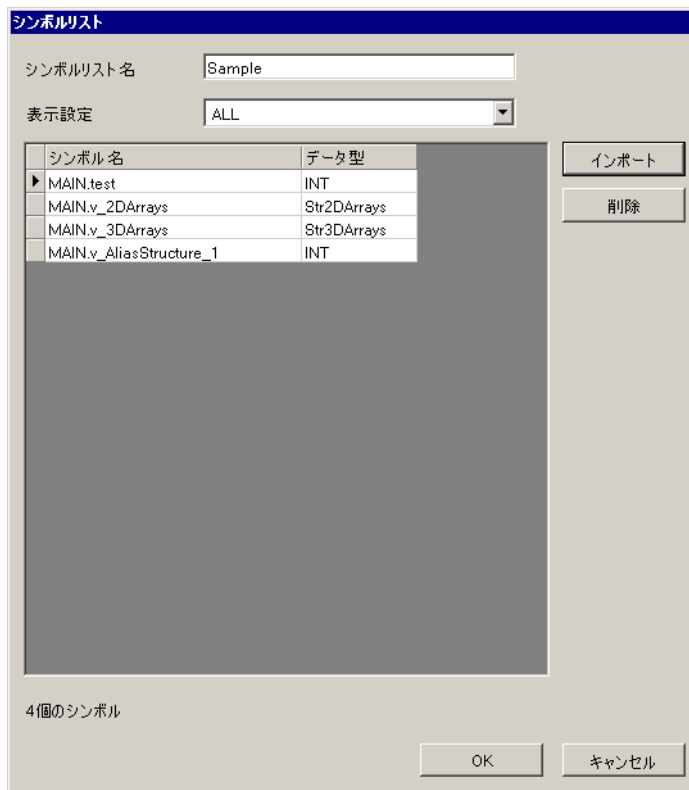 シンボルリスト
シンボルリスト名 Sample
表示設定 ALL
シンボル名 データ型
インポート
MAIN.test INT
MAIN.v_2DArrays Str2DArrays
削除
MAIN.v_3DArrays Str3DArrays
MAIN.v_AliasStructure_1 INT
4個のシンボル
OK キャンセル